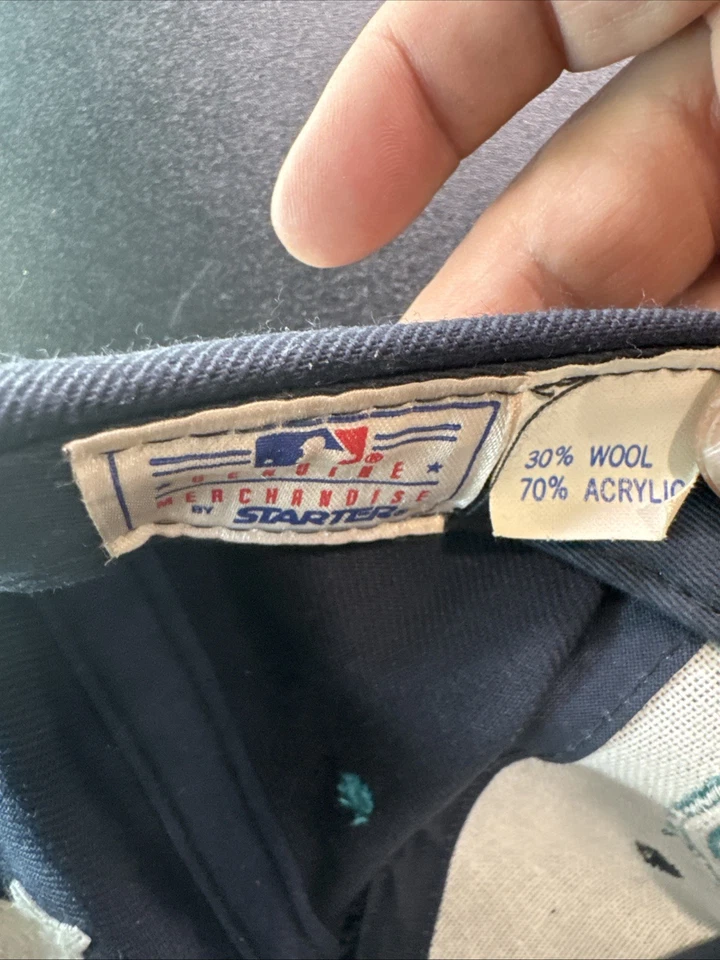 GENUINE
MERCHANDISE
BY STARTER
30% WOOL
70% ACRYLIC